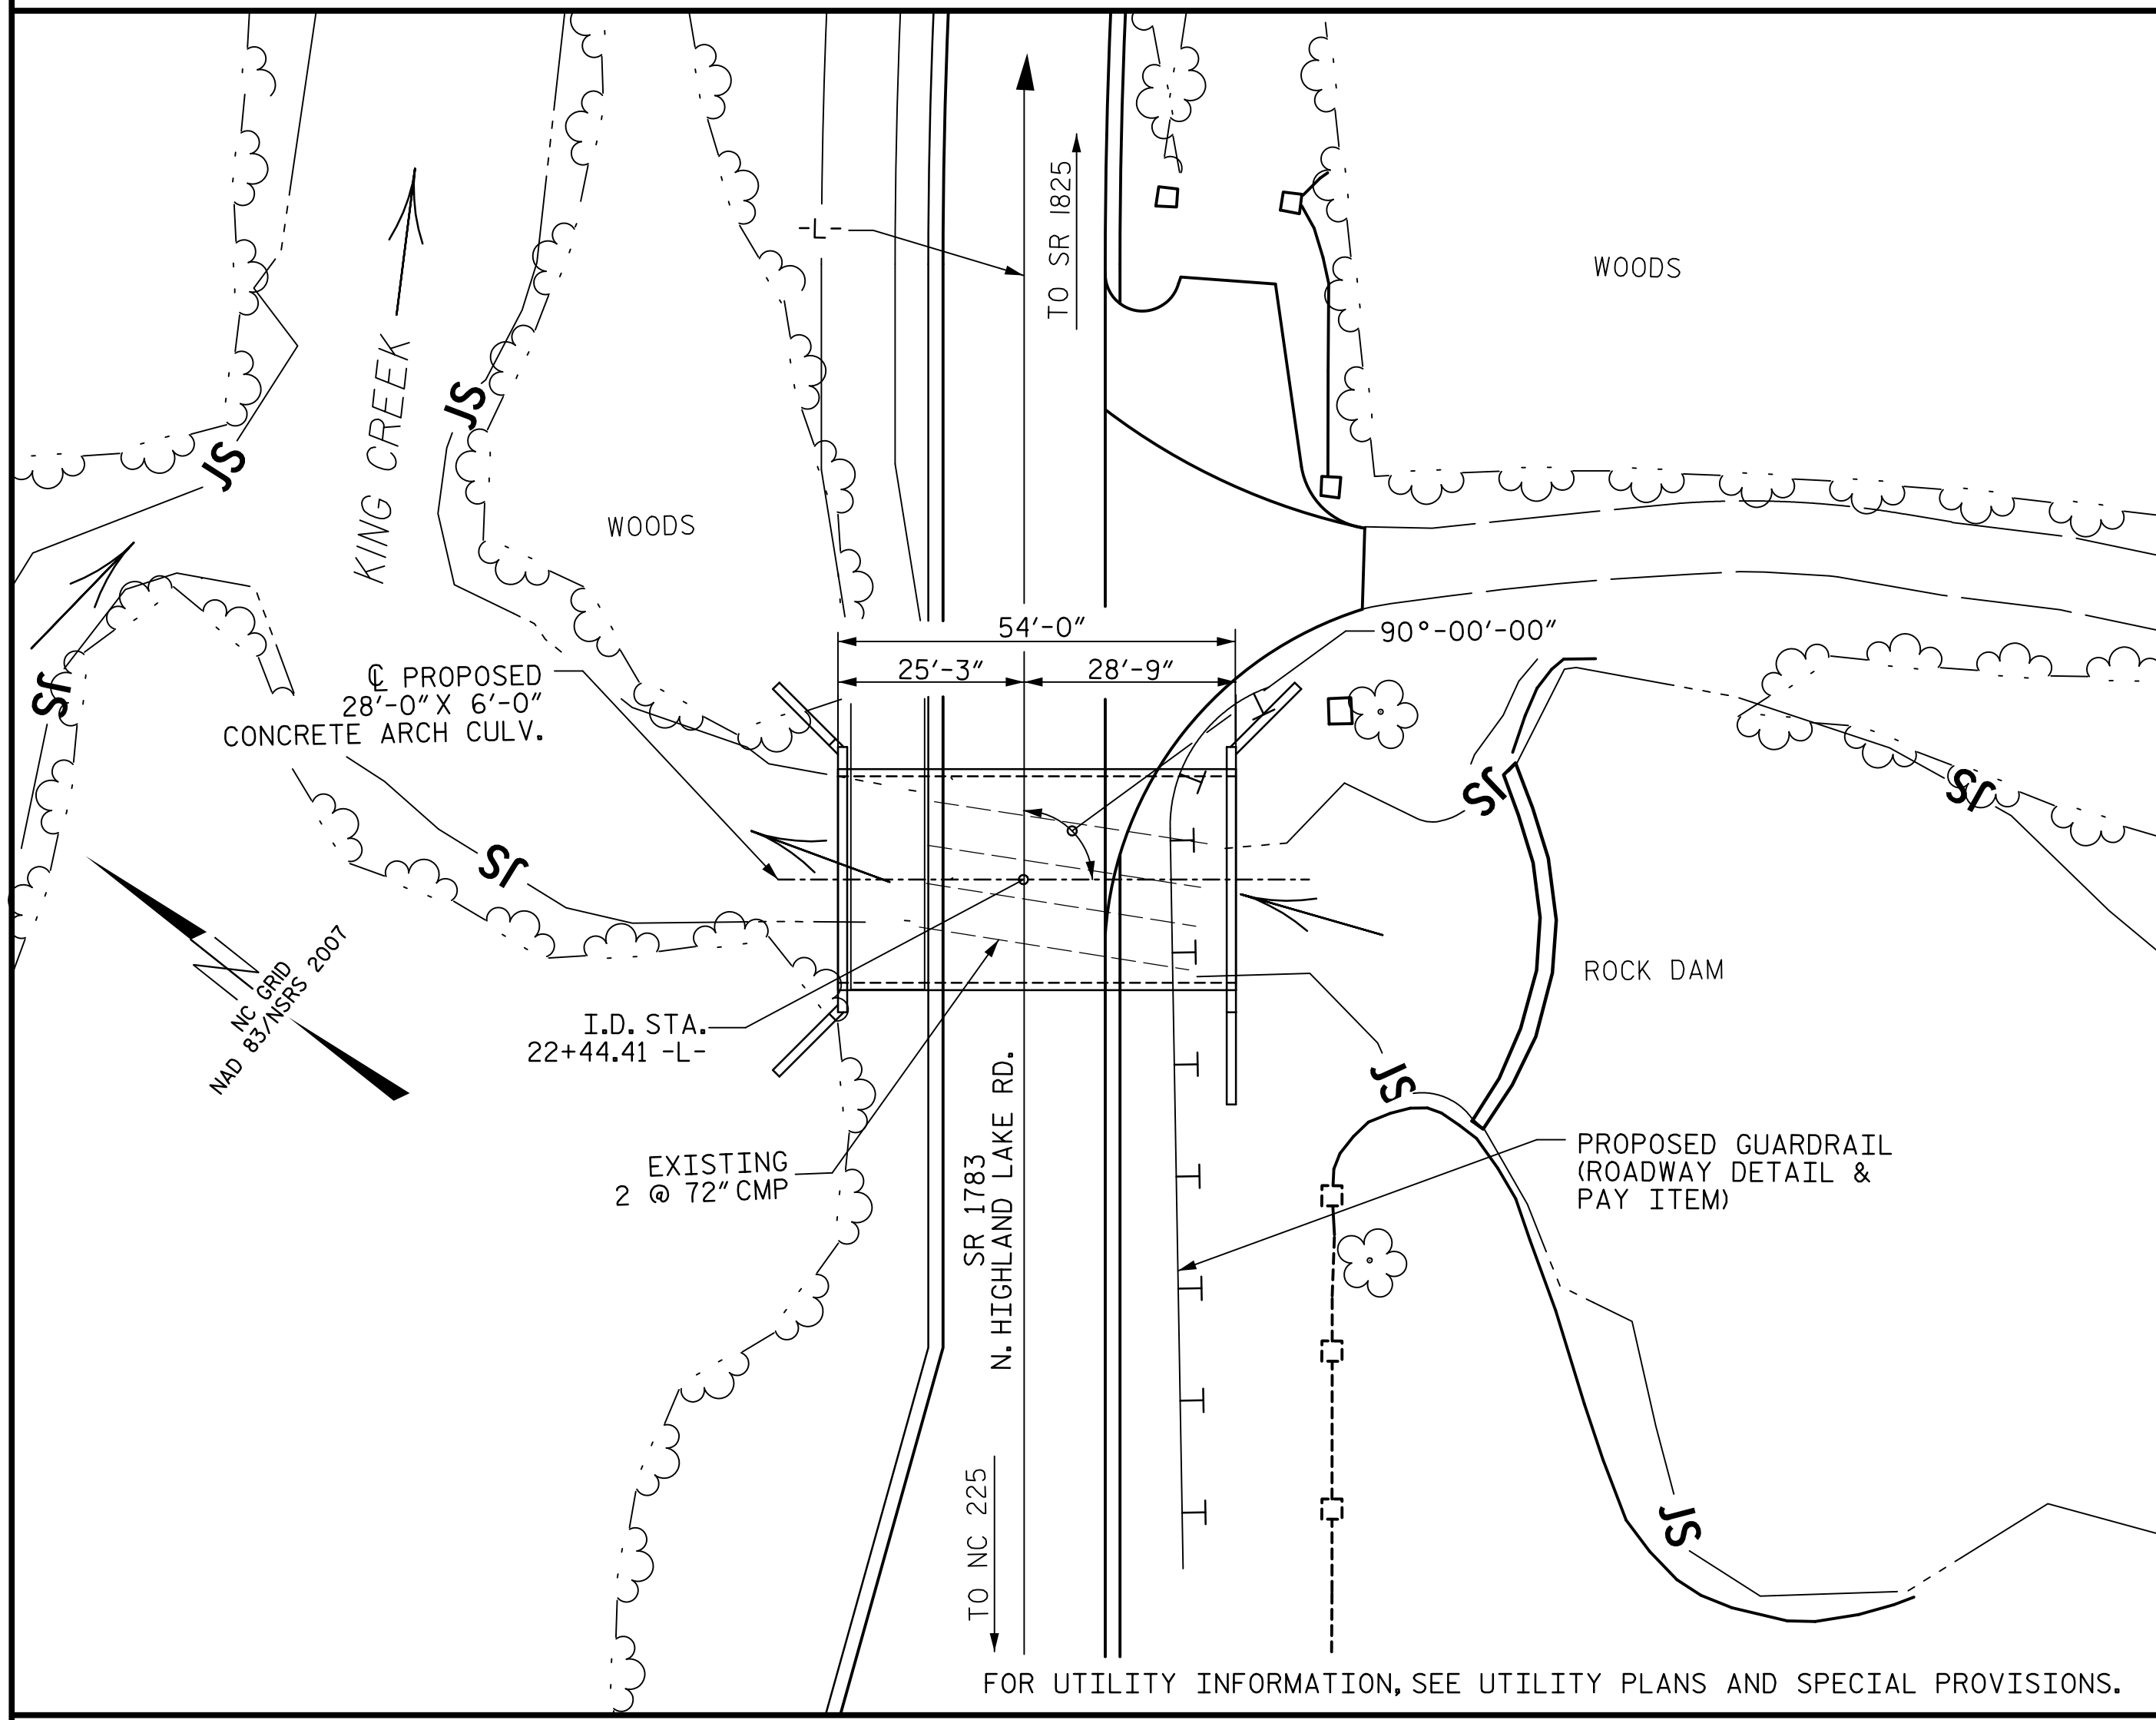 -L-
TO SR 1825
WOODS
KING CREEK
JS
JS
WOODS
54'-0"
25'-3"
28'-9"
90°-00'-00"
℄ PROPOSED
28'-0" X 6'-0"
CONCRETE ARCH CULV.
JS
JS
JS
JS
NC GRID
NAD 83/NSRS 2007
ROCK DAM
I.D. STA.
22+44.41 -L-
JS
EXISTING
2 @ 72" CMP
SR 1783
N. HIGHLAND LAKE RD.
PROPOSED GUARDRAIL
(ROADWAY DETAIL &
PAY ITEM)
TO NC 225
JS
FOR UTILITY INFORMATION, SEE UTILITY PLANS AND SPECIAL PROVISIONS.